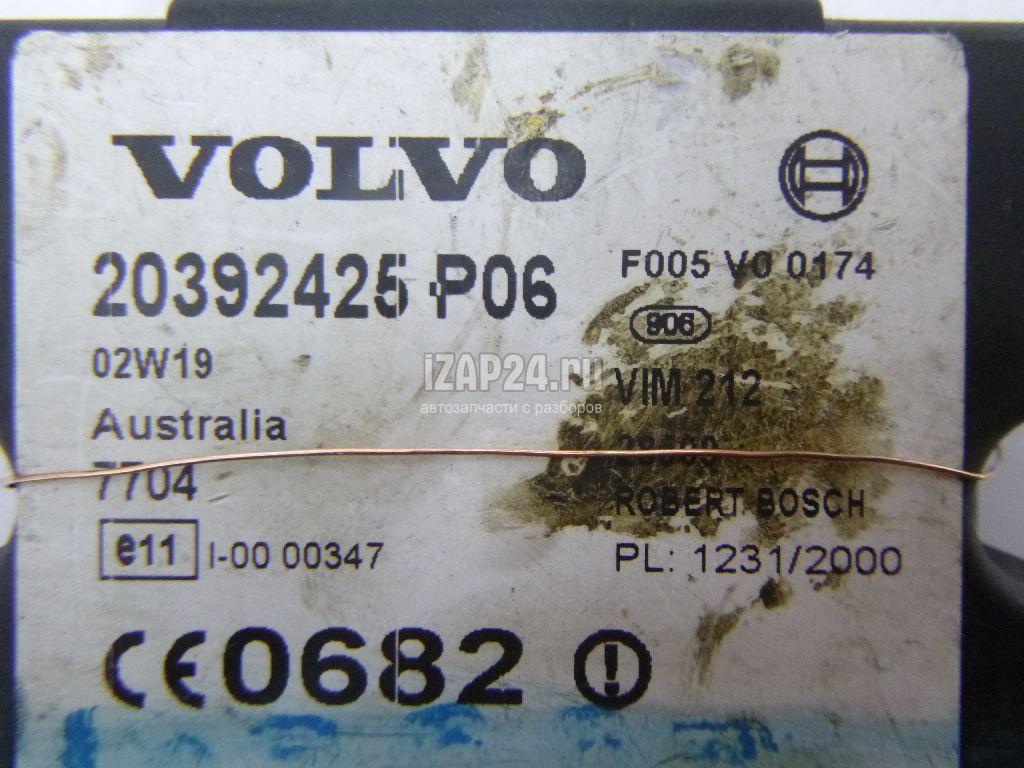 VOLVO
20392425 P06
02W19
Australia
7704
e11 I-00 00347
CE0682
F005 V0 0174
906
VIM 212
ROBERT BOSCH
PL: 1231/2000
iZAP24.ru
автозапчасти с разборов